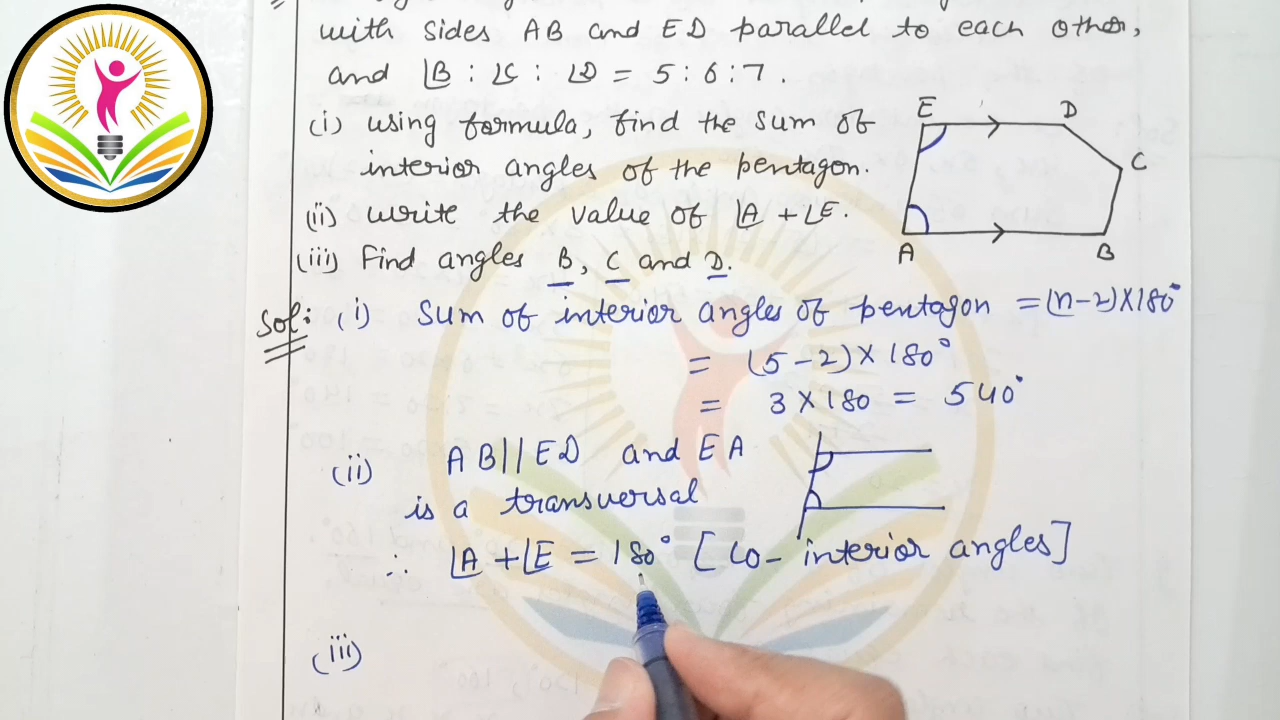 with sides AB and ED parallel to each other,
and ∠B : ∠C : ∠D = 5 : 6 : 7.
(i) using formula, find the sum of
interior angles of the pentagon.
(ii) write the value of ∠A + ∠E.
(iii) Find angles B, C and D.
E D
C
A B
Sol: (i) Sum of interior angles of pentagon = (n-2)×180°
= (5-2)×180°
= 3×180 = 540°
(ii) AB||ED and EA
is a transversal
∴ ∠A + ∠E = 180° [Co-interior angles]
(iii)